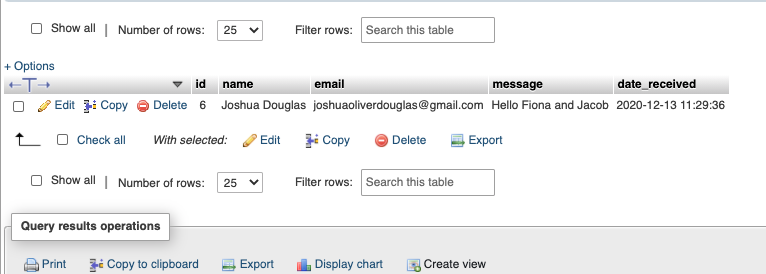 Show all | Number of rows: 25 Filter rows: Search this table
+ Options
←T→ id name email message date_received
Edit Copy Delete 6 Joshua Douglas joshuaoliverdouglas@gmail.com Hello Fiona and Jacob 2020-12-13 11:29:36
Check all With selected: Edit Copy Delete Export
Show all | Number of rows: 25 Filter rows: Search this table
Query results operations
Print Copy to clipboard Export Display chart Create view